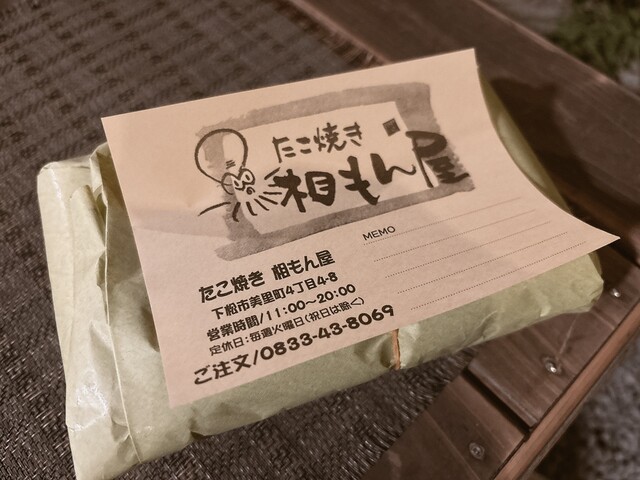 たこ焼き
相もん屋
MEMO
たこ焼き 相もん屋
下松市美里町4丁目4-8
営業時間/11:00〜20:00
定休日:毎週火曜日(祝日は除く)
ご注文/0833-43-8069